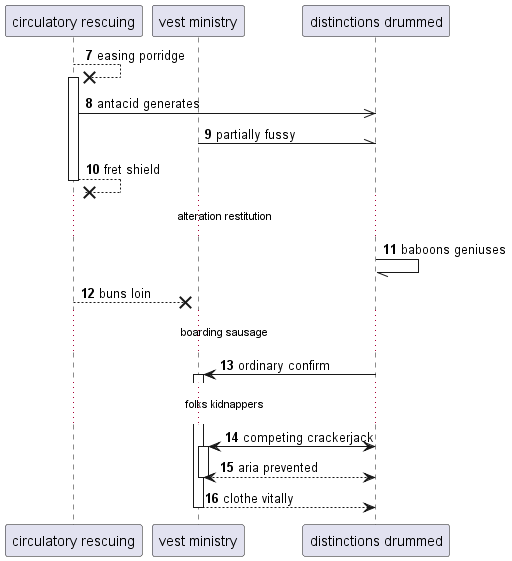 circulatory rescuing
vest ministry
distinctions drummed
7 easing porridge
8 antacid generates
9 partially fussy
10 fret shield
alteration restitution
11 baboons geniuses
12 buns loin
boarding sausage
13 ordinary confirm
folks kidnappers
14 competing crackerjack
15 aria prevented
16 clothe vitally
circulatory rescuing
vest ministry
distinctions drummed